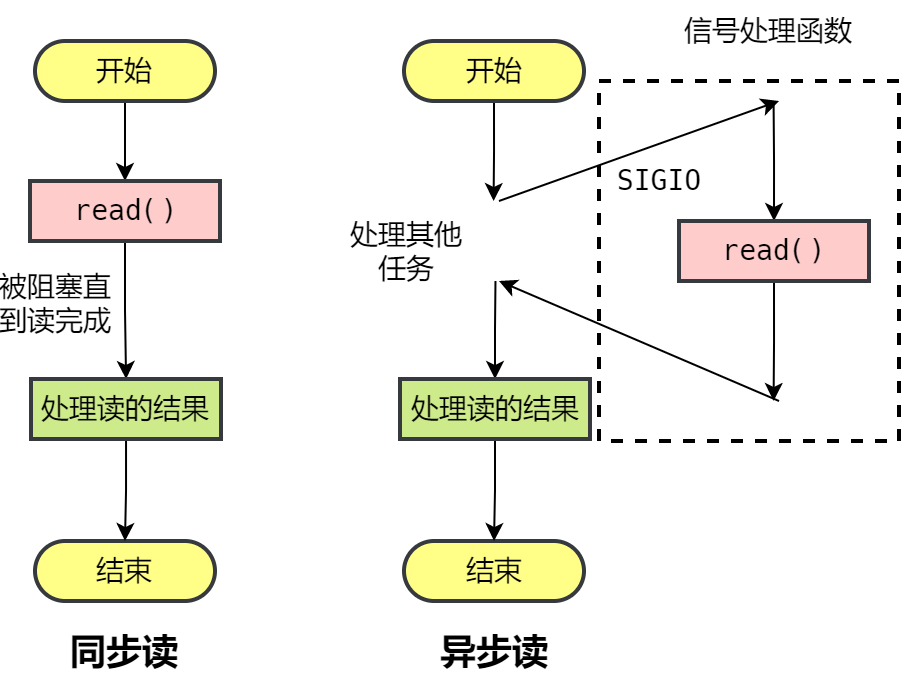 开始
read()
被阻塞直
到读完成
处理读的结果
结束
同步读
信号处理函数
开始
SIGIO
处理其他
任务
read()
处理读的结果
结束
异步读